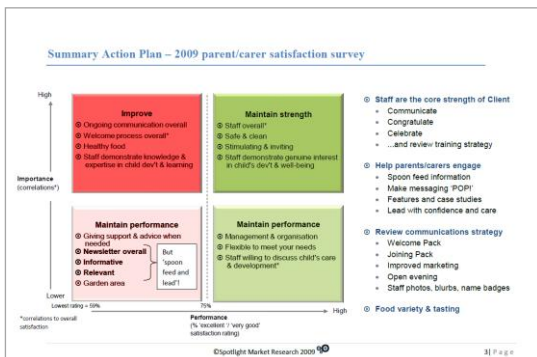 Summary Action Plan – 2009 parent/carer satisfaction survey
High
Importance
(correlations*)
Lower
Improve
Ongoing communication overall
Welcome process overall*
Healthy food
Staff demonstrate knowledge &
expertise in child dev't & learning
Maintain strength
Staff overall*
Safe & clean
Stimulating & inviting
Staff demonstrate genuine interest
in child's dev't & well-being
Maintain performance
Giving support & advice when
needed
Newsletter overall
Informative
Relevant
Garden area
But
'spoon
feed and
lead'!
Maintain performance
Management & organisation
Flexible to meet your needs
Staff willing to discuss child's care
& development*
Lowest rating = 59%
75%
High
Performance
(% 'excellent'/ 'very good'
satisfaction rating)
*correlations to overall
satisfaction
Staff are the core strength of Client
Communicate
Congratulate
Celebrate
...and review training strategy
Help parents/carers engage
Spoon feed information
Make messaging 'POP!'
Features and case studies
Lead with confidence and care
Review communications strategy
Welcome Pack
Joining Pack
Improved marketing
Open evening
Staff photos, blurbs, name badges
Food variety & tasting
©Spotlight Market Research 2009
3| P a g e